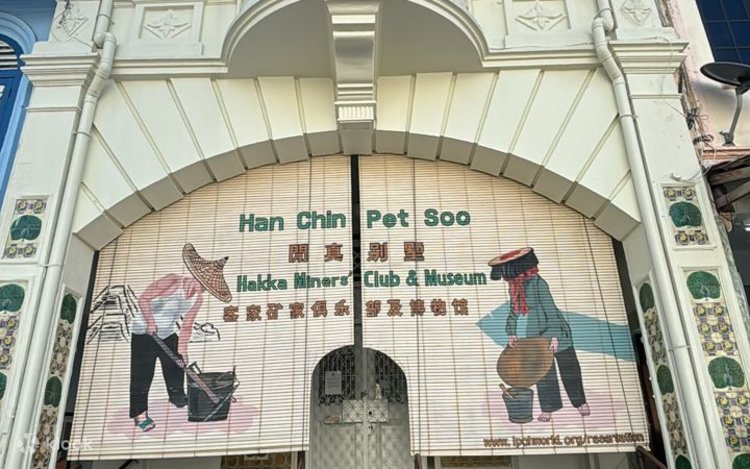 Han Chin Pet Soo
閒真别墅
Hakka Miners' Club & Museum
客家矿家俱乐部及博物馆
www.ipohworld.org/reservation
klook